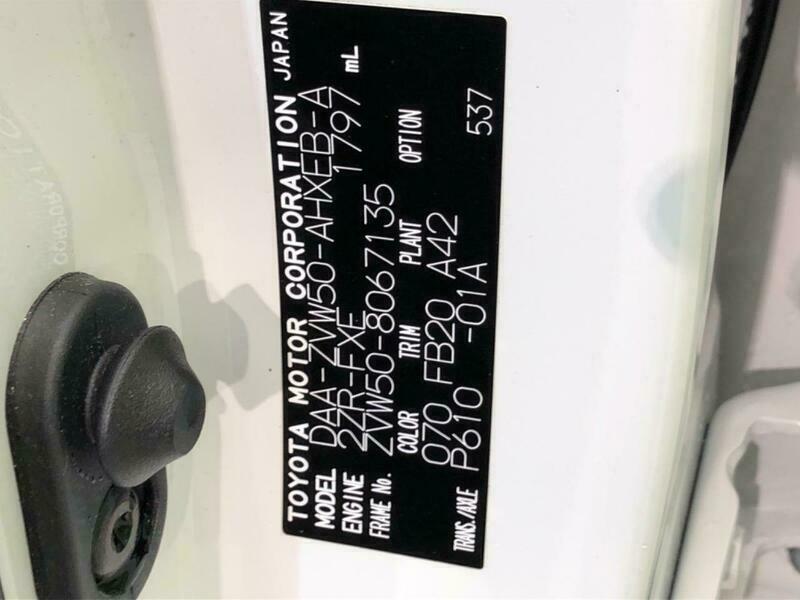 TOYOTA MOTOR CORPORATION JAPAN
MODEL DAA-ZVW50-AHXEB-A
ENGINE 2ZR-FXE 1797 mL
FRAME No. ZVW50-8067135
COLOR TRIM PLANT OPTION
070 FB20 A42
TRANS./AXLE P610 -01A 537